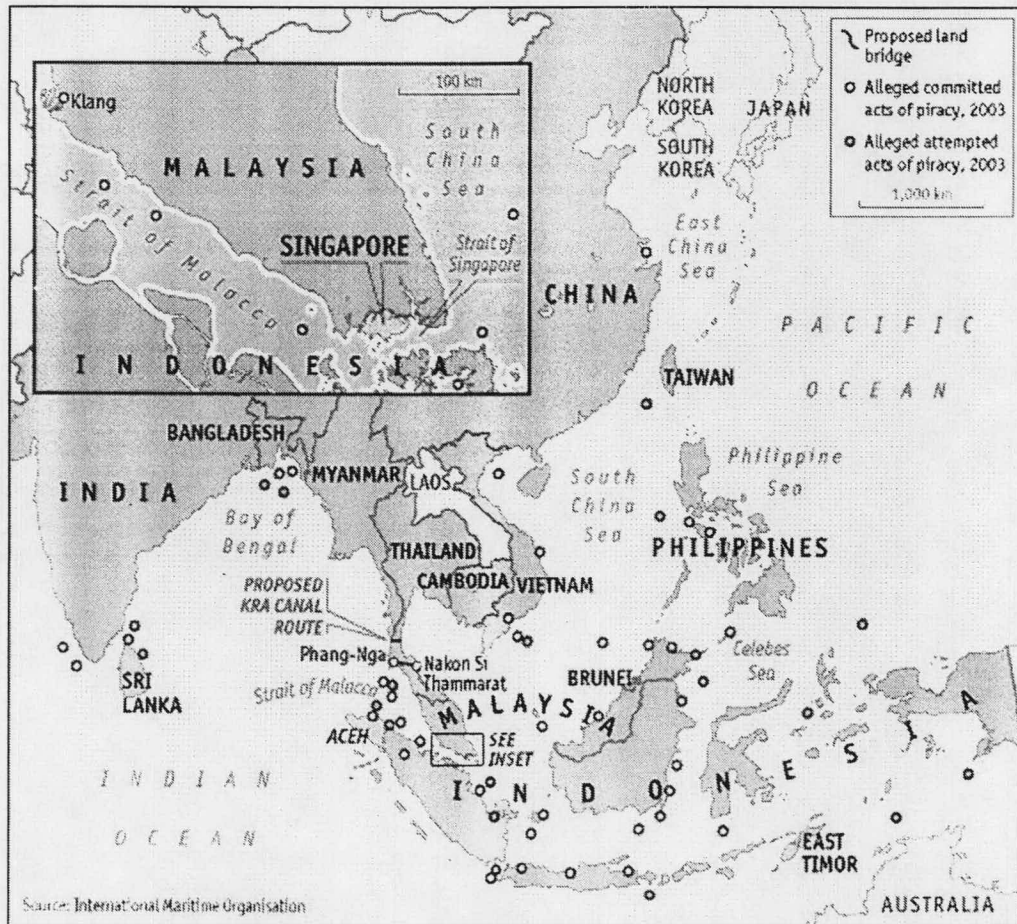 Proposed land
bridge
Alleged committed
acts of piracy, 2003
Alleged attempted
acts of piracy, 2003
1,000 km
100 km
Klang
MALAYSIA
South
China
Sea
Strait of Malacca
SINGAPORE
Strait of
Singapore
INDONESIA
NORTH
KOREA
JAPAN
SOUTH
KOREA
East
China
Sea
CHINA
PACIFIC
OCEAN
TAIWAN
BANGLADESH
MYANMAR
LAOS
INDIA
Bay of
Bengal
South
China
Sea
Philippine
Sea
PHILIPPINES
THAILAND
CAMBODIA
VIETNAM
PROPOSED
KRA CANAL
ROUTE
Phang-Nga
Nakon Si
Thammarat
SRI
LANKA
Strait of Malacca
MALAYSIA
BRUNEI
Celebes
Sea
ACEH
SEE
INSET
INDONESIA
INDIAN
OCEAN
EAST
TIMOR
Source: International Maritime Organisation
AUSTRALIA